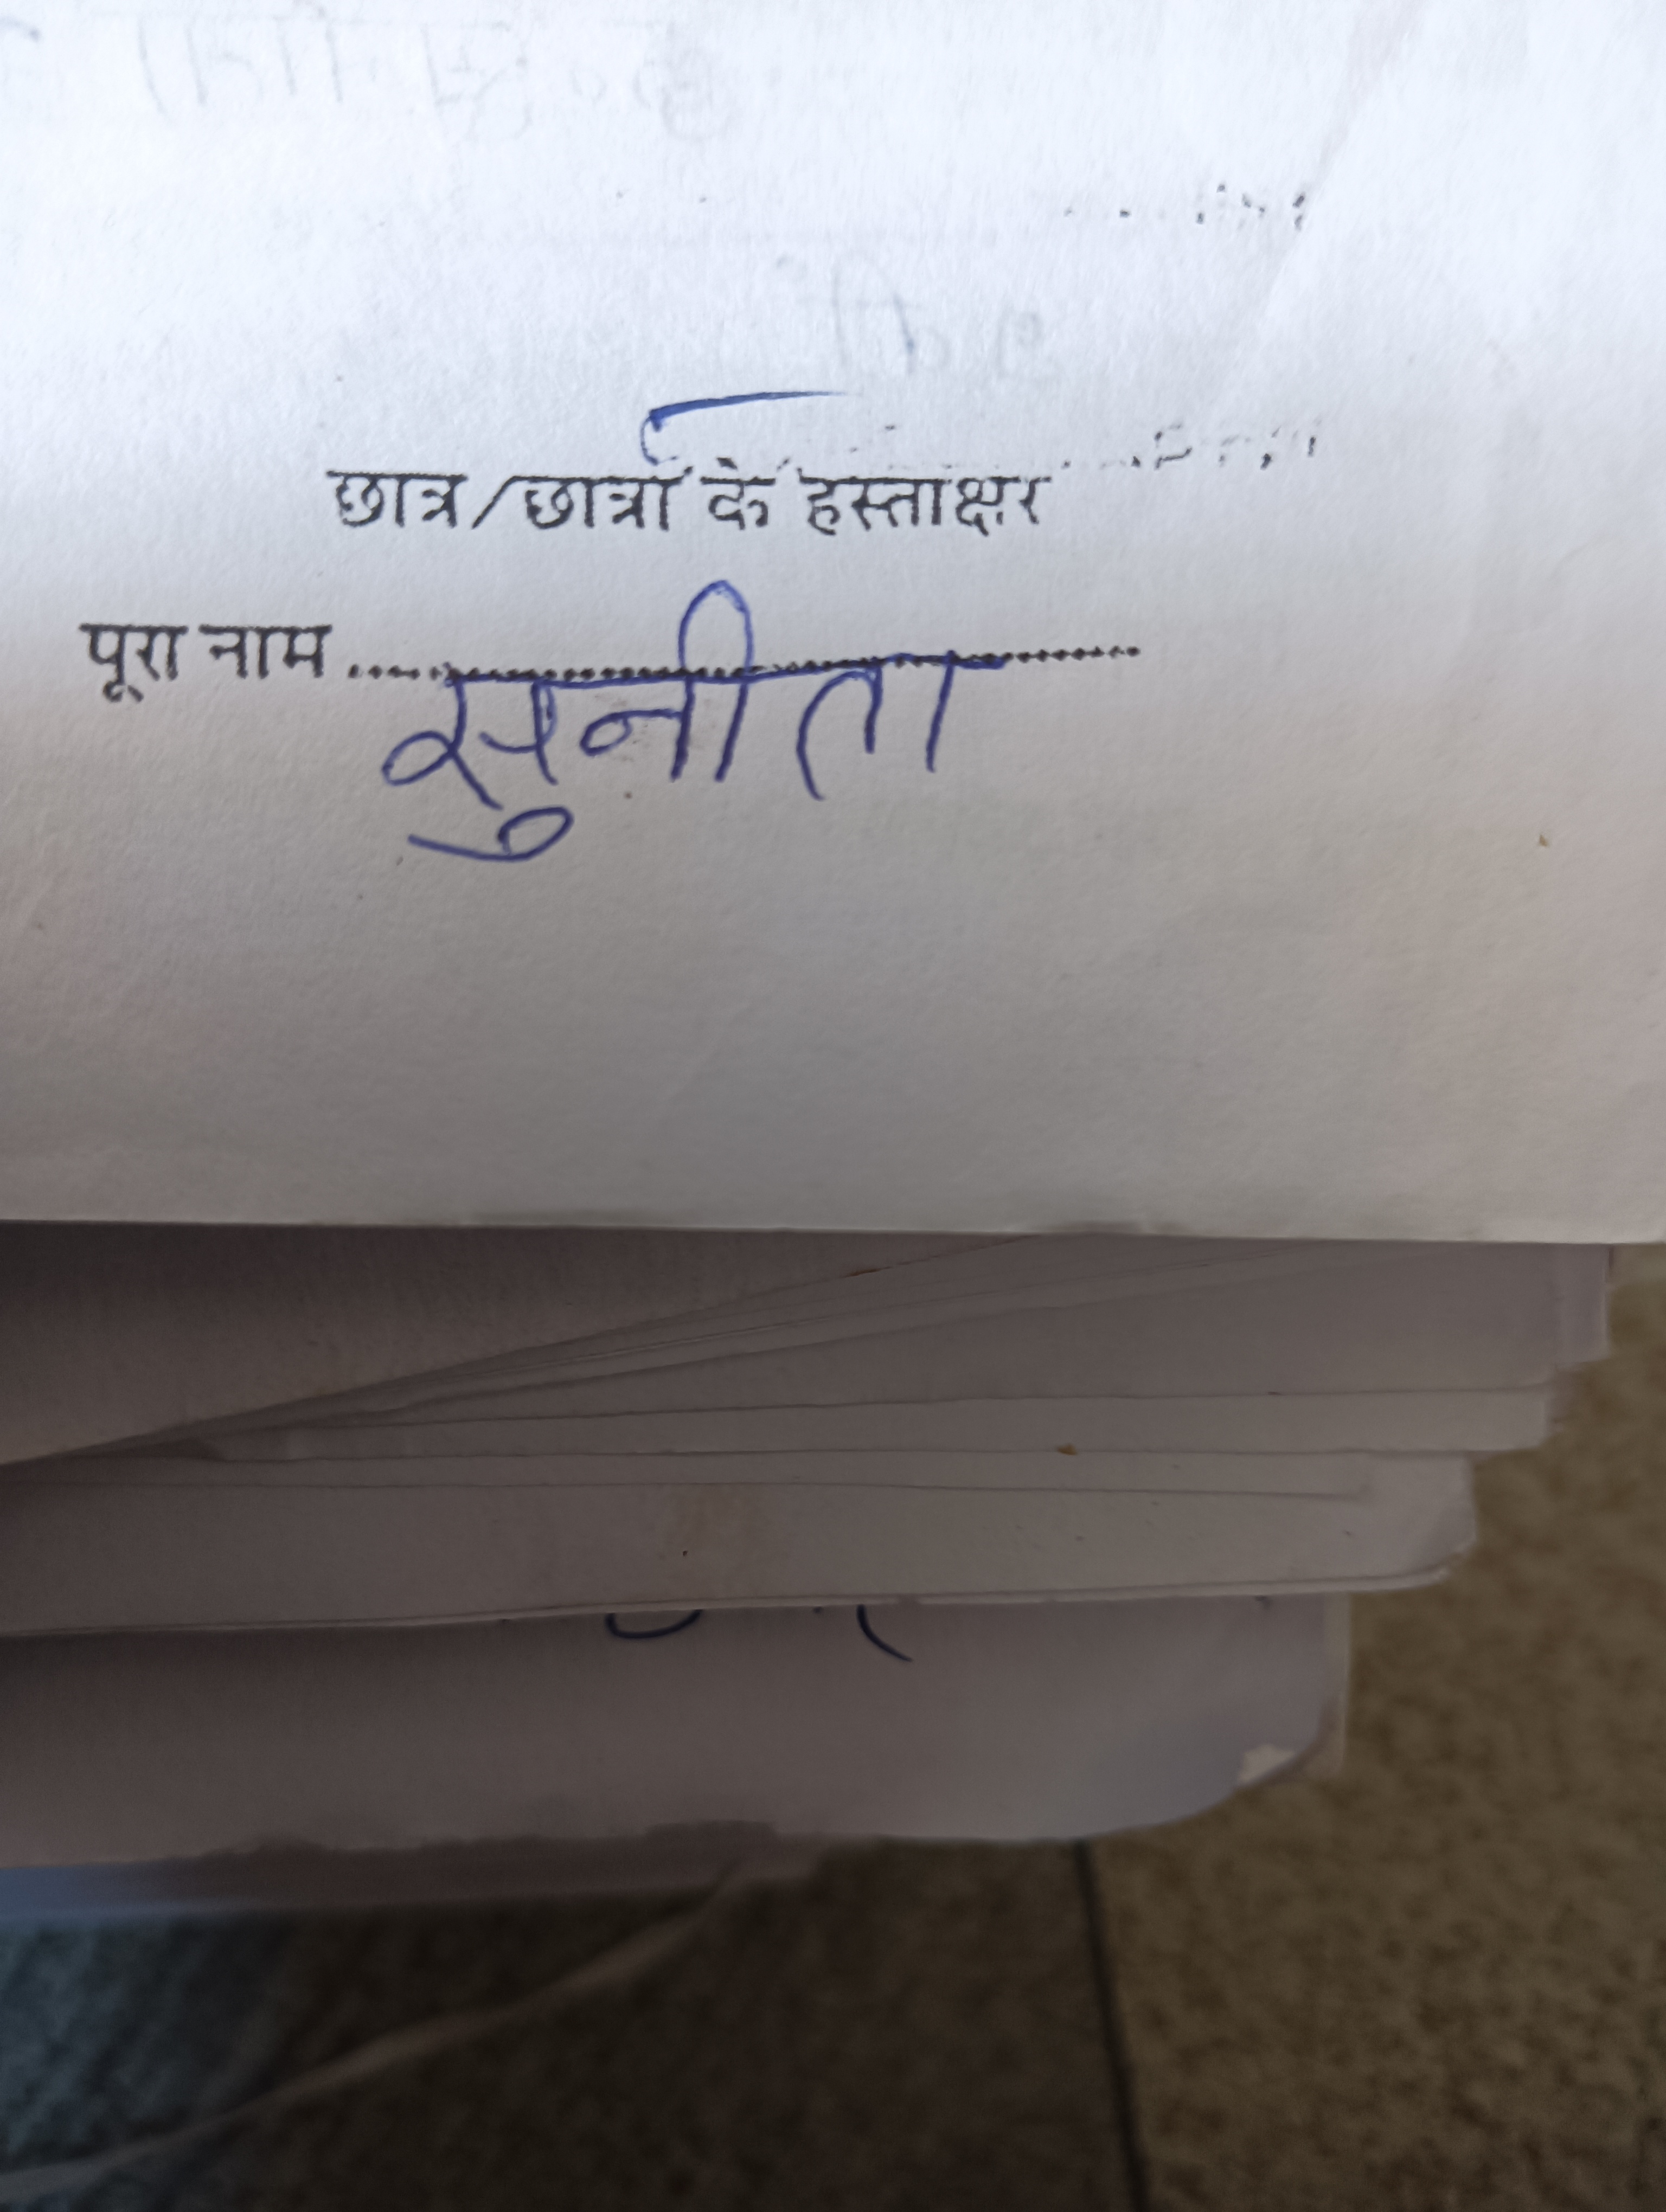 छात्र/छात्रा के हस्ताक्षर
पूरा नाम ........................................
सुनीता